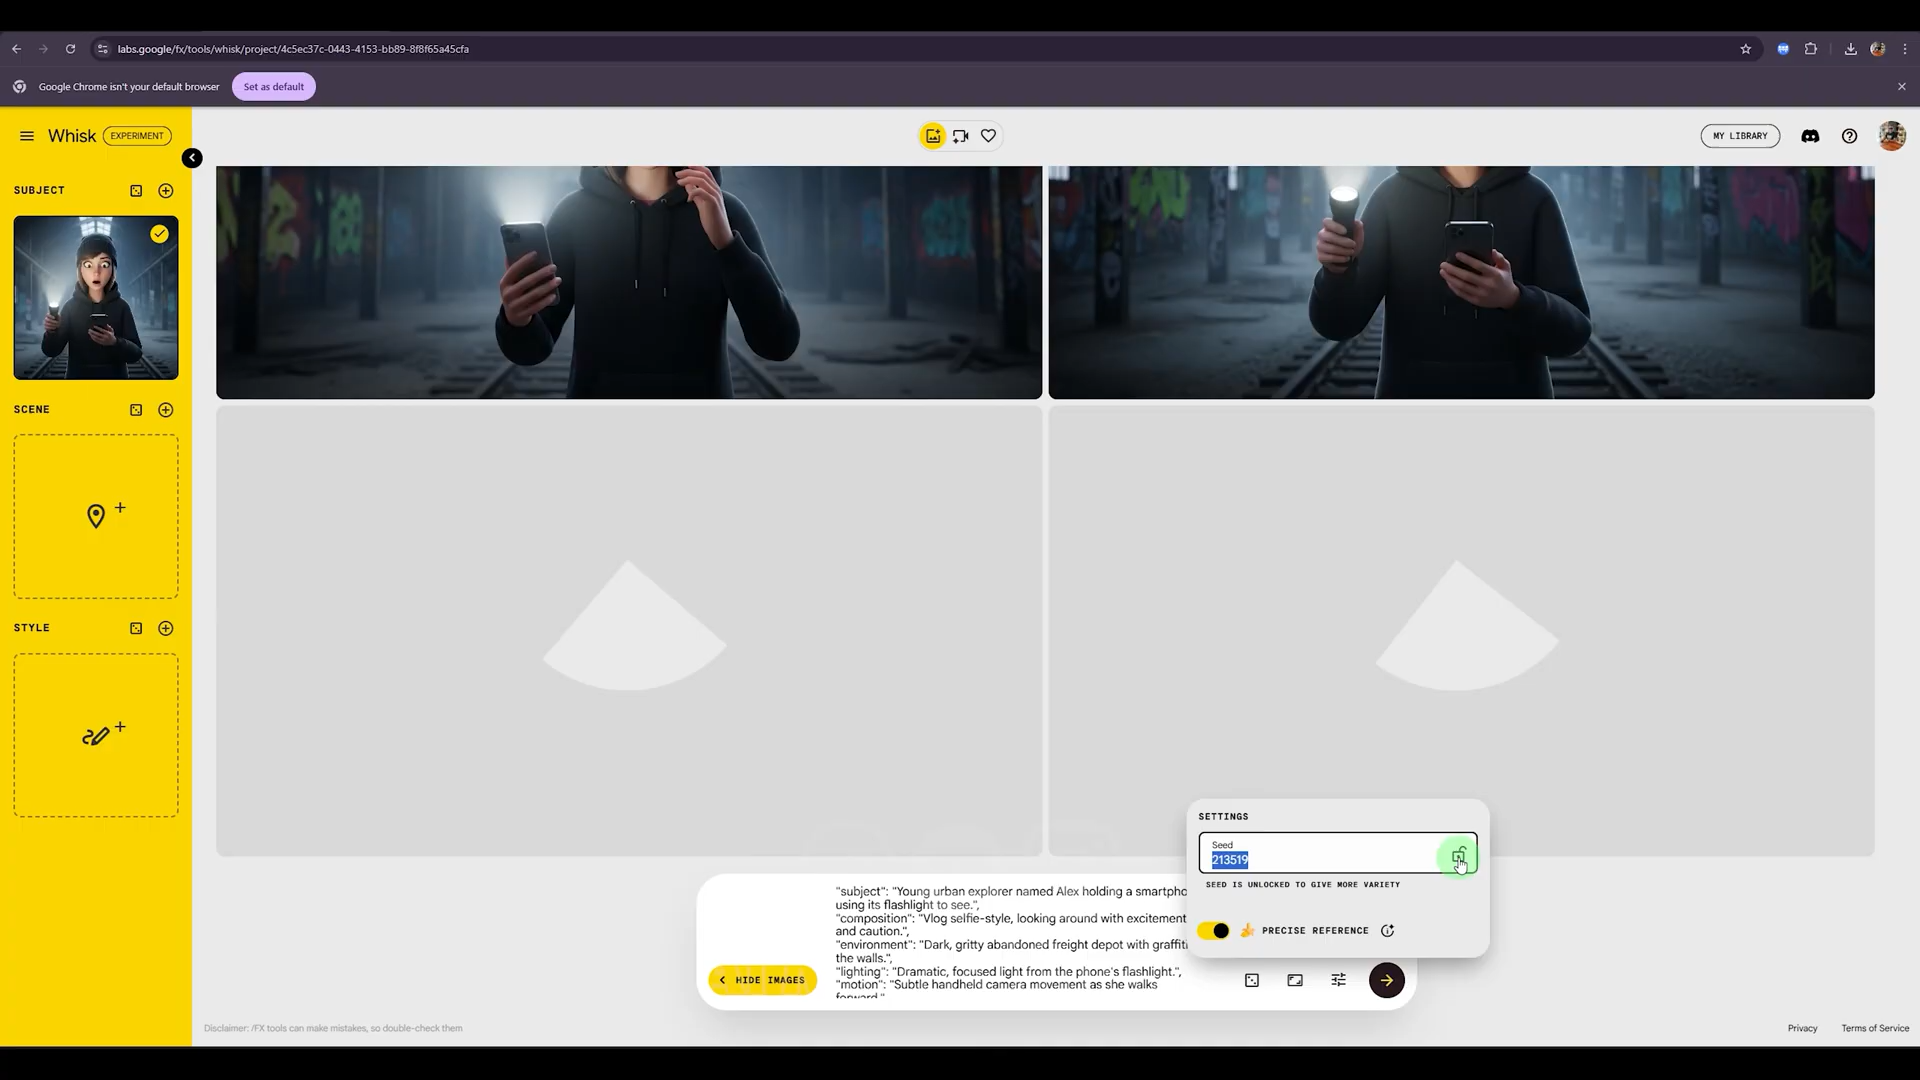 labs.google/fx/tools/whisk/project/4c5ec37c-0443-4153-bb89-8f8f65a45cfa
Google Chrome isn't your default browser
Set as default
Whisk
EXPERIMENT
MY LIBRARY
SUBJECT
SCENE
STYLE
SETTINGS
Seed
213519
SEED IS UNLOCKED TO GIVE MORE VARIETY
PRECISE REFERENCE
"subject": "Young urban explorer named Alex holding a smartpho
using its flashlight to see.",
"composition": "Vlog selfie-style, looking around with excitement
and caution.",
"environment": "Dark, gritty abandoned freight depot with graffiti
the walls.",
"lighting": "Dramatic, focused light from the phone's flashlight.",
"motion": "Subtle handheld camera movement as she walks
forward."
HIDE IMAGES
Disclaimer: /FX tools can make mistakes, so double-check them
Privacy
Terms of Service